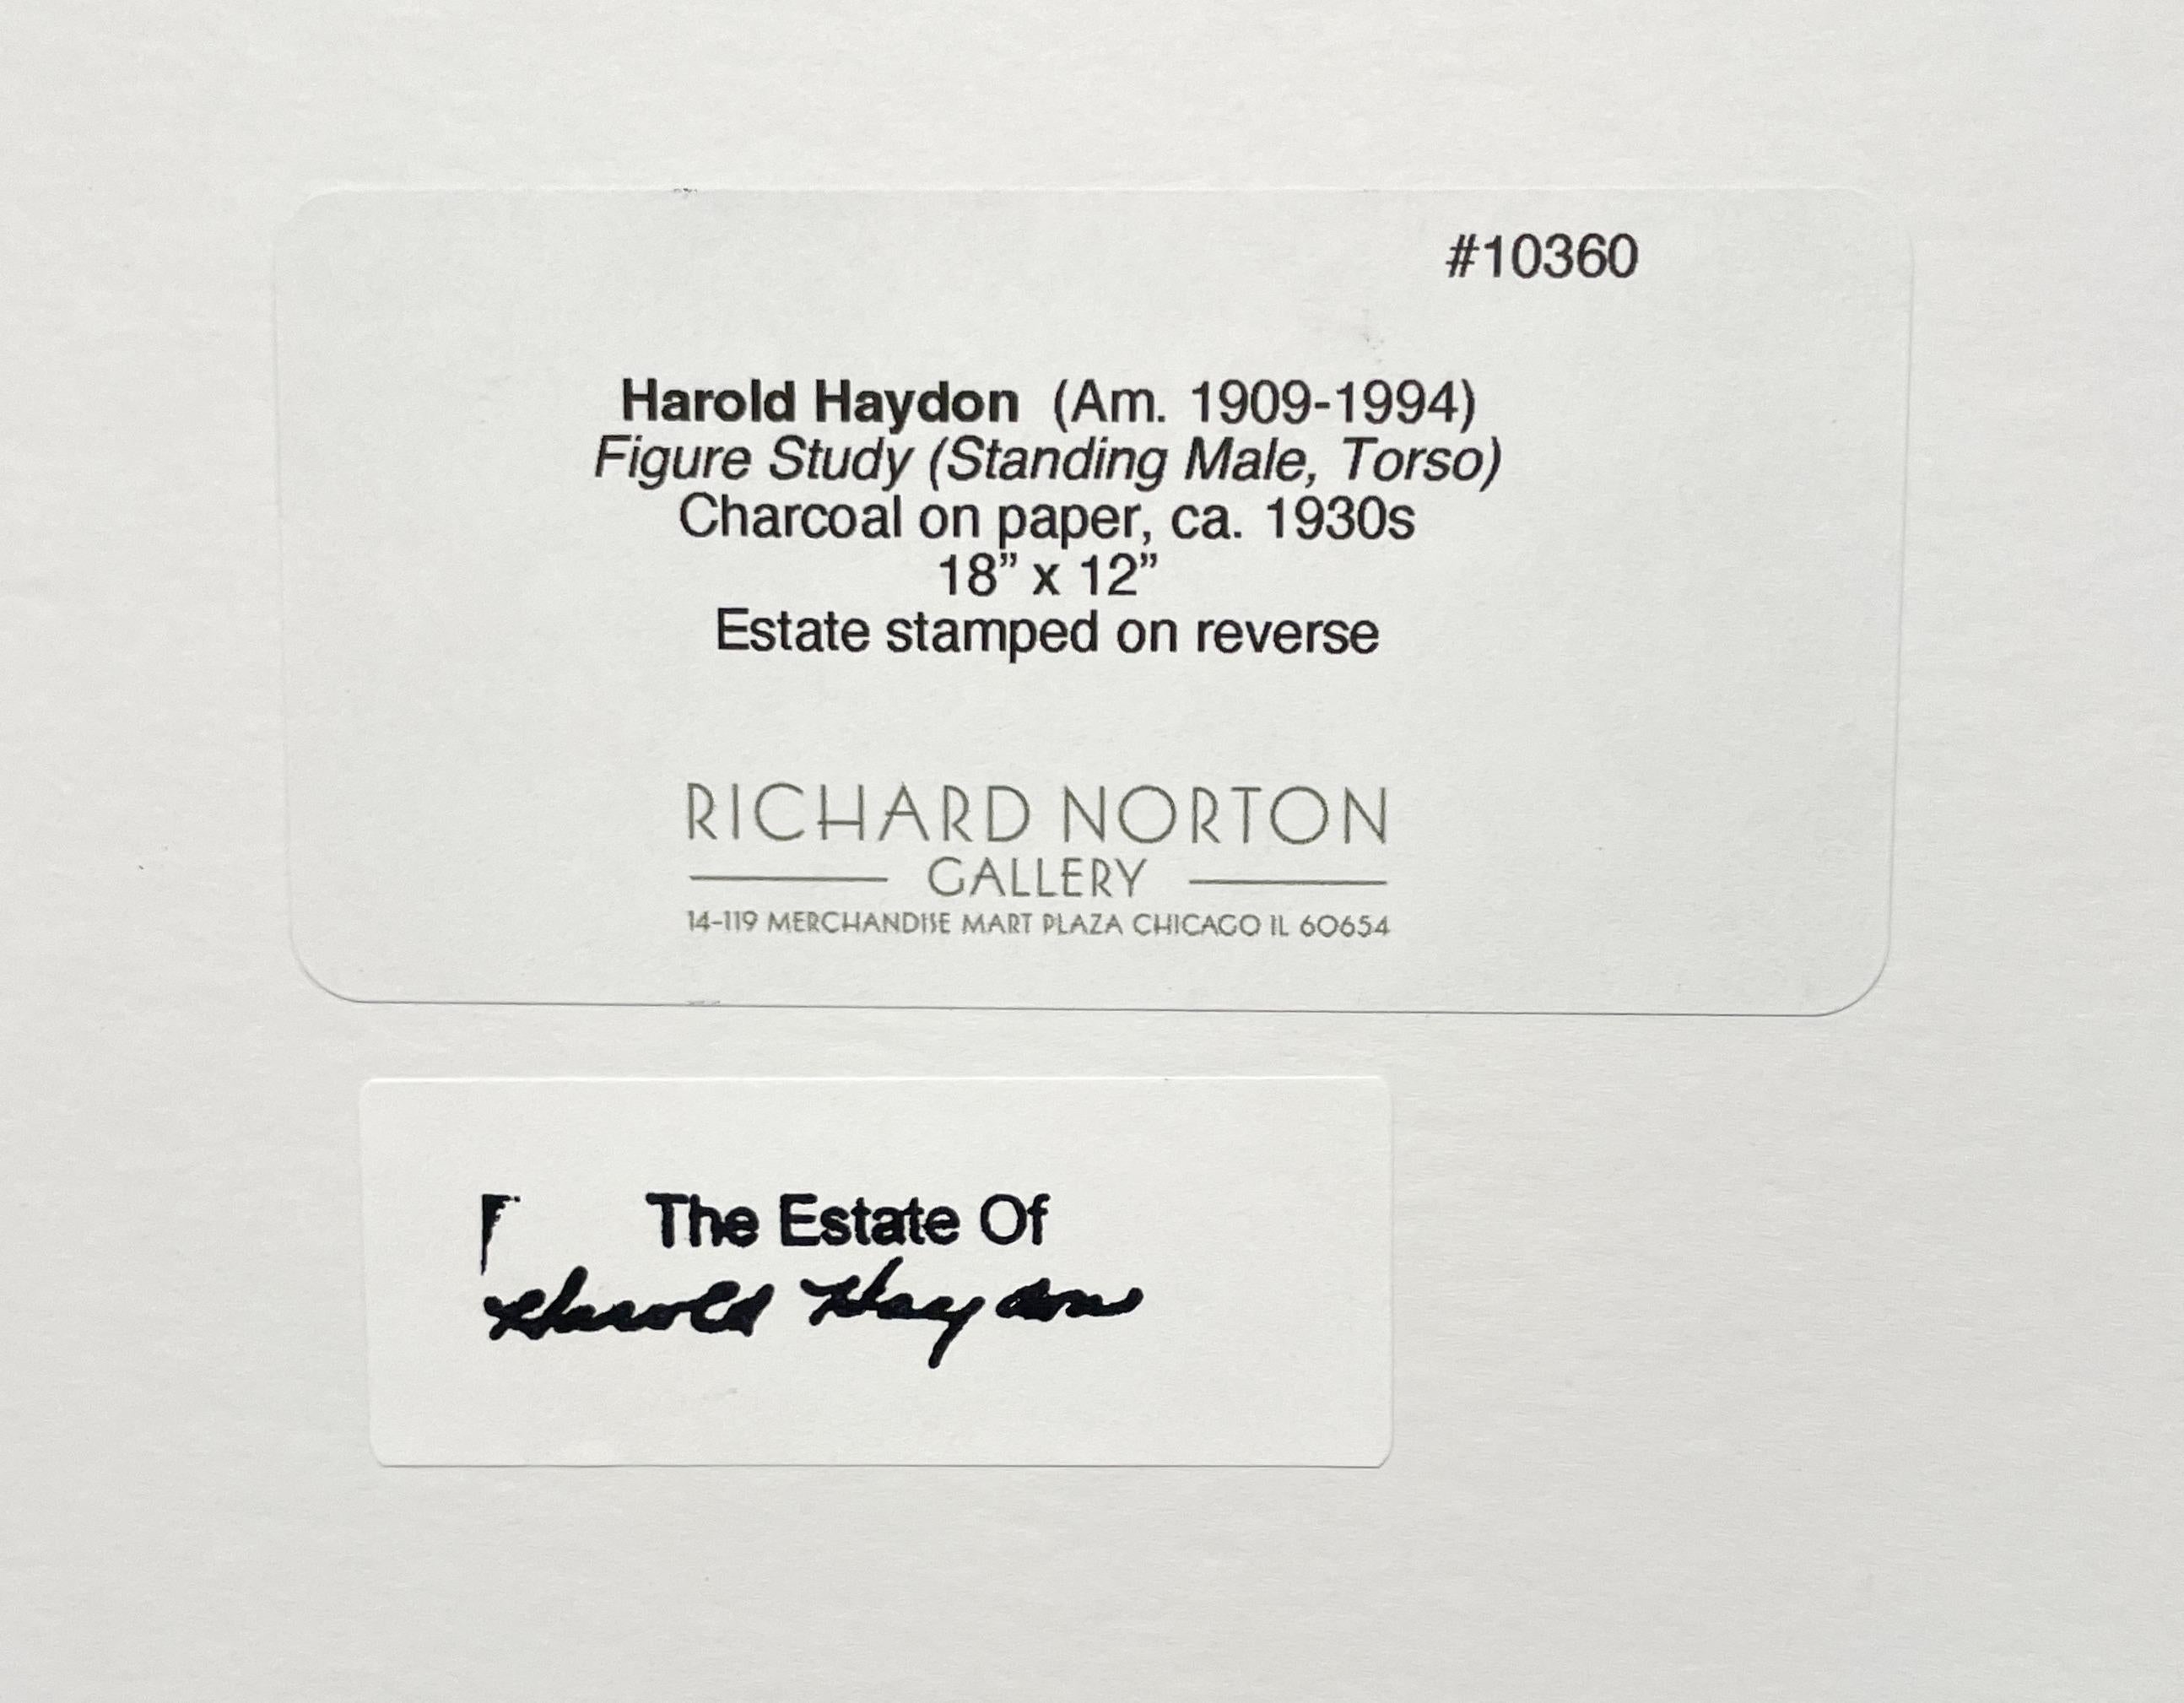 #10360
Harold Haydon (Am. 1909-1994)
Figure Study (Standing Male, Torso)
Charcoal on paper, ca. 1930s
18” x 12”
Estate stamped on reverse
RICHARD NORTON
GALLERY
14-119 MERCHANDISE MART PLAZA CHICAGO IL 60654
The Estate Of
Harold Haydon